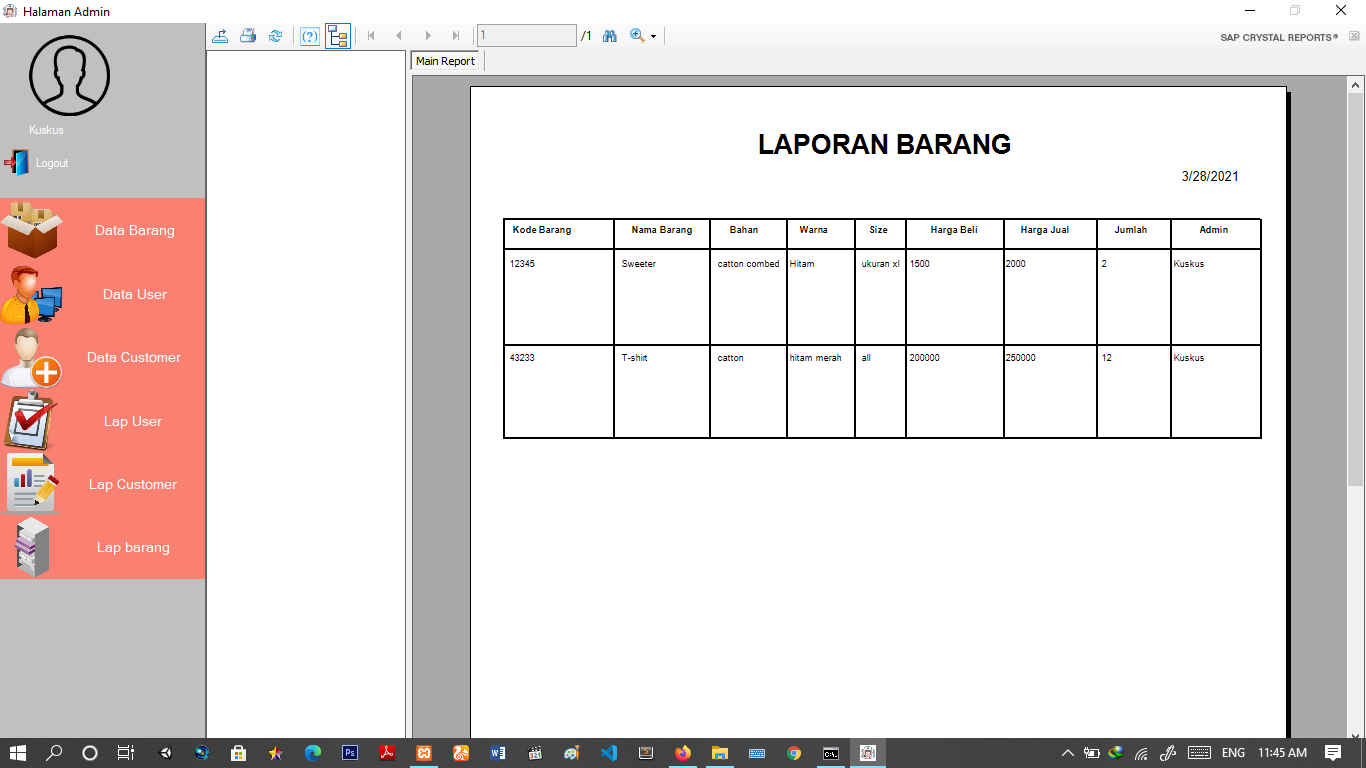 Halaman Admin
Kuskus
Logout
Data Barang
Data User
Data Customer
Lap User
Lap Customer
Lap barang
1 /1
SAP CRYSTAL REPORTS®
Main Report
LAPORAN BARANG
3/28/2021
Kode Barang Nama Barang Bahan Warna Size Harga Beli Harga Jual Jumlah Admin
12345 Sweeter catton combed Hitam ukuran xl 1500 2000 2 Kuskus
43233 T-shirt catton hitam merah all 200000 250000 12 Kuskus
ENG 11:45 AM